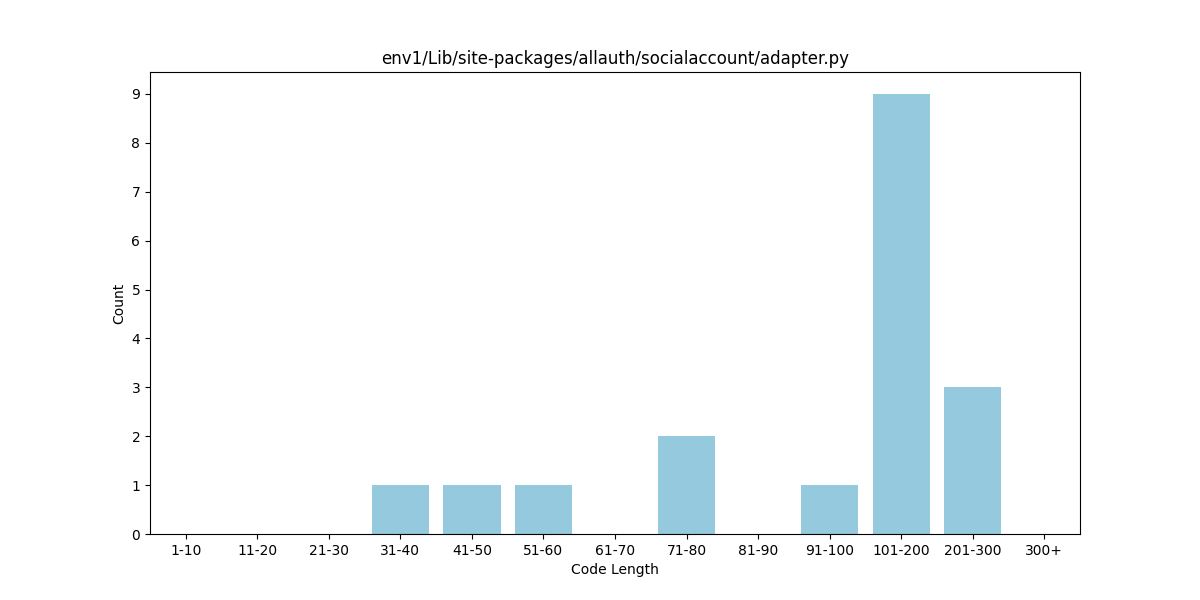 env1/Lib/site-packages/allauth/socialaccount/adapter.py
Count
9
8
7
6
5
4
3
2
1
0
1-10 11-20 21-30 31-40 41-50 51-60 61-70 71-80 81-90 91-100 101-200 201-300 300+
Code Length